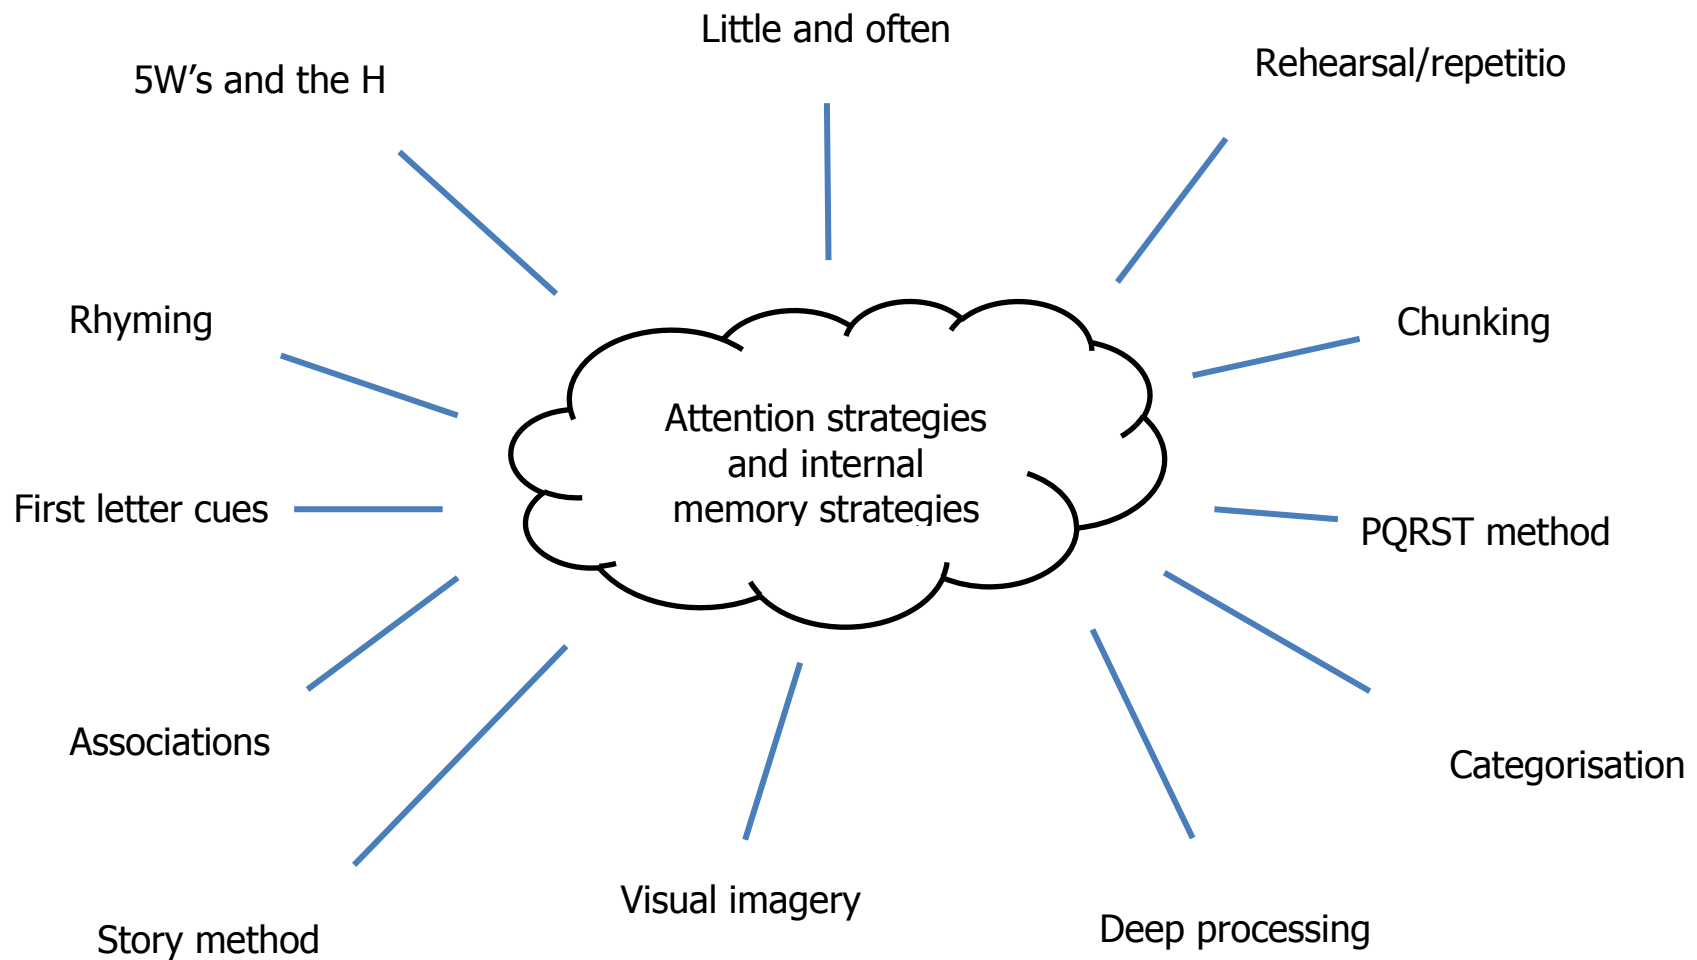 Little and often
5W’s and the H
Rehearsal/repetitio
Rhyming
Chunking
Attention strategies
and internal
memory strategies
First letter cues
PQRST method
Associations
Categorisation
Visual imagery
Deep processing
Story method